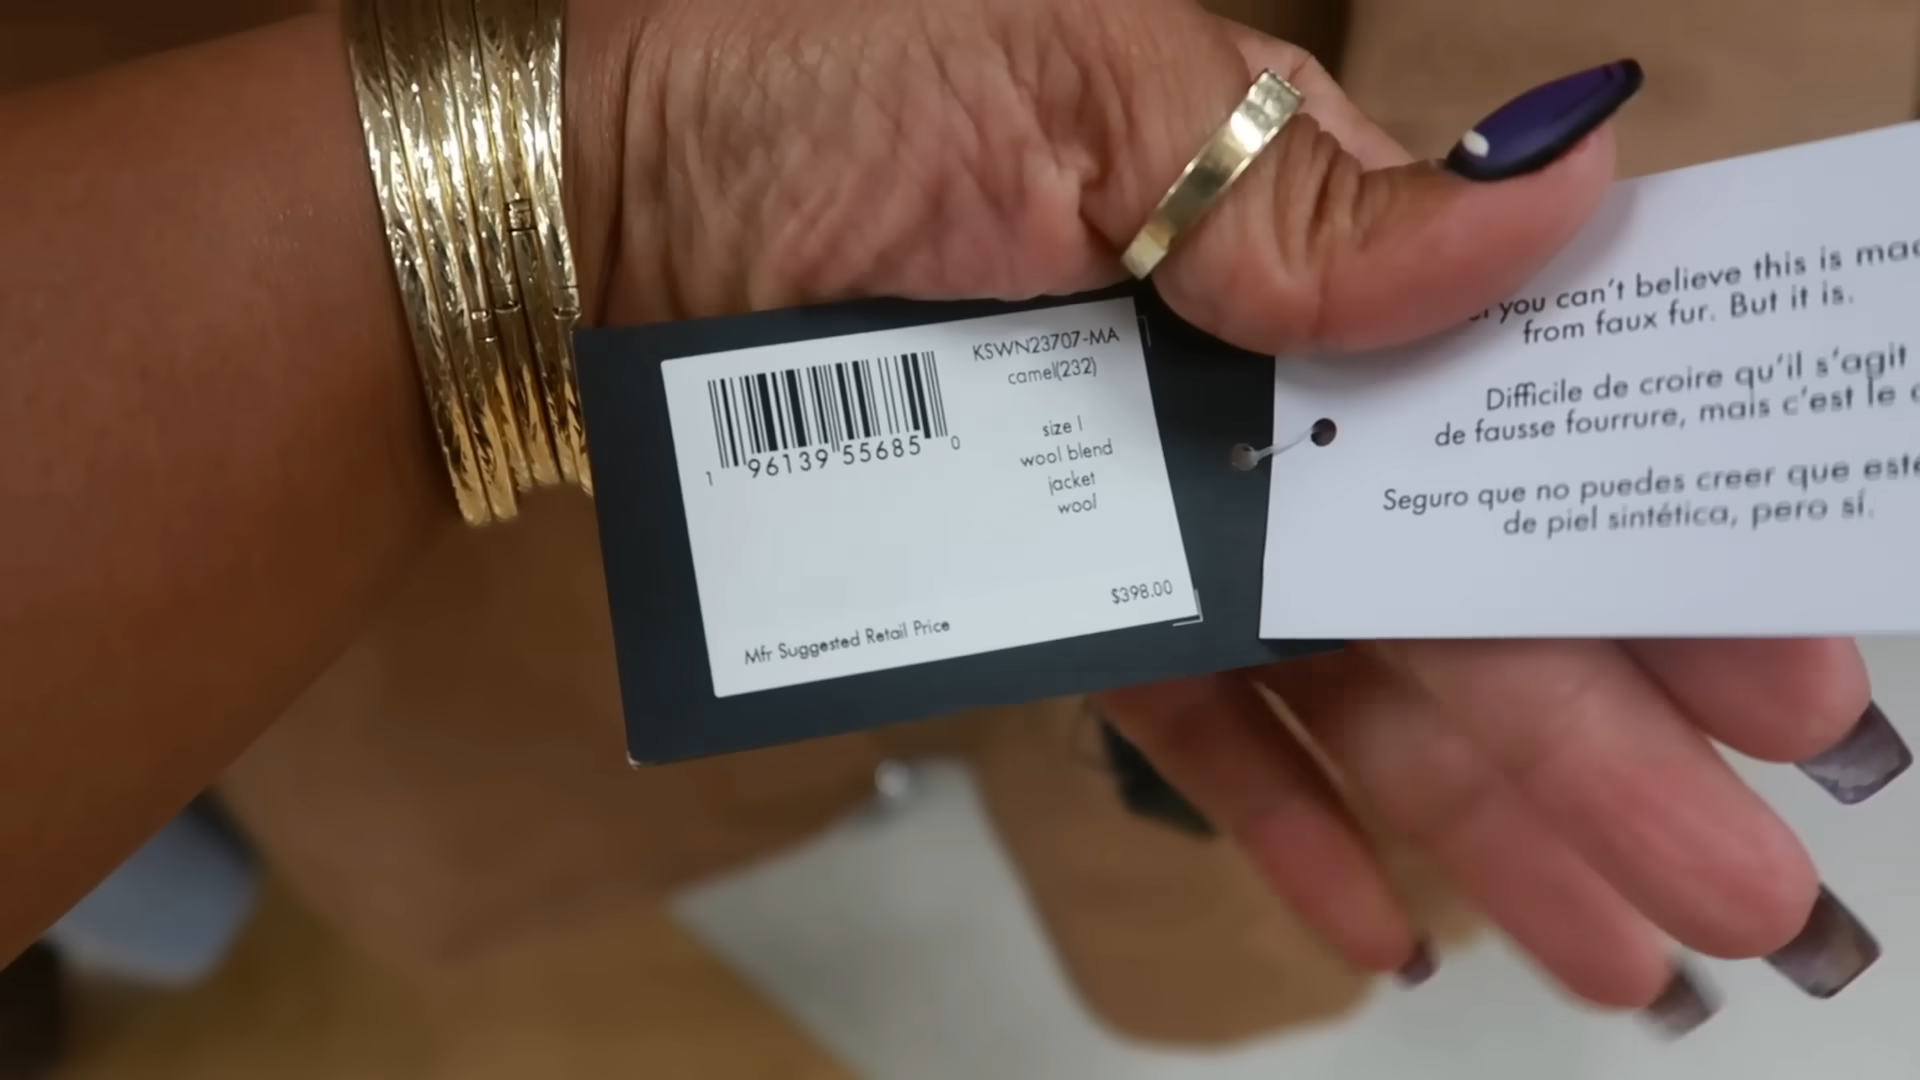 KSWN23707-MA
camel(232)
size l
wool blend
jacket
wool
1 96139 55685 0
$398.00
Mfr Suggested Retail Price
you can't believe this is
from faux fur. But it is.
Difficile de croire qu'il s'agit
de fausse fourrure, mais c'est le
Seguro que no puedes creer que
de piel sintética, pero sí.